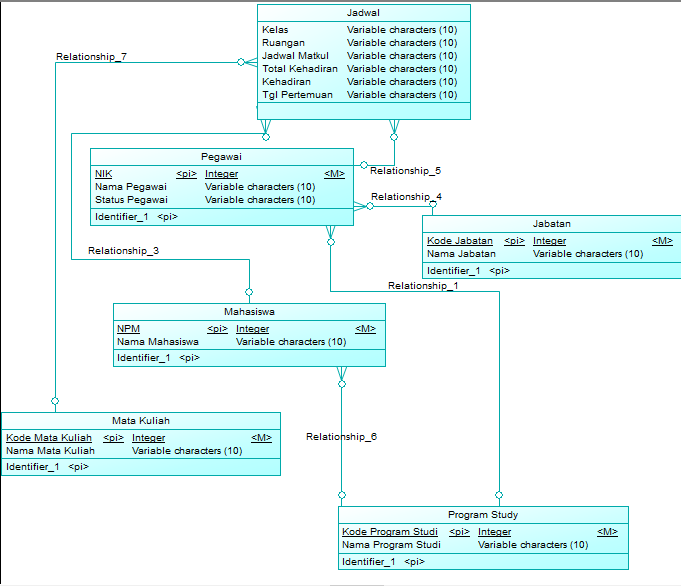 Jadwal
Kelas Variable characters (10)
Ruangan Variable characters (10)
Jadwal Matkul Variable characters (10)
Total Kehadiran Variable characters (10)
Kehadiran Variable characters (10)
Tgl Pertemuan Variable characters (10)
Relationship_7
Pegawai
NIK <pi> Integer <M>
Nama Pegawai Variable characters (10)
Status Pegawai Variable characters (10)
Identifier_1 <pi>
Relationship_5
Relationship_4
Jabatan
Kode Jabatan <pi> Integer <M>
Nama Jabatan Variable characters (10)
Identifier_1 <pi>
Relationship_3
Relationship_1
Mahasiswa
NPM <pi> Integer <M>
Nama Mahasiswa Variable characters (10)
Identifier_1 <pi>
Mata Kuliah
Kode Mata Kuliah <pi> Integer <M>
Nama Mata Kuliah Variable characters (10)
Identifier_1 <pi>
Relationship_6
Program Study
Kode Program Studi <pi> Integer <M>
Nama Program Studi Variable characters (10)
Identifier_1 <pi>